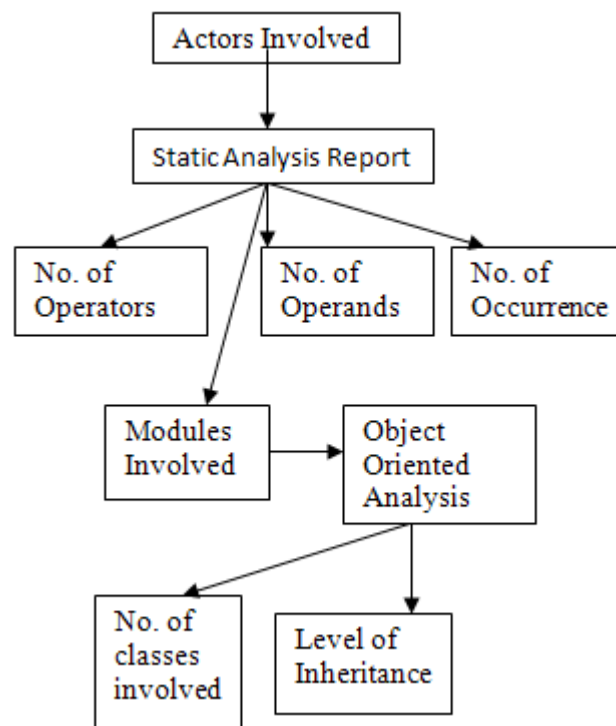 Actors Involved
Static Analysis Report
No. of
Operators
No. of
Operands
No. of
Occurrence
Modules
Involved
Object
Oriented
Analysis
No. of
classes
involved
Level of
Inheritance